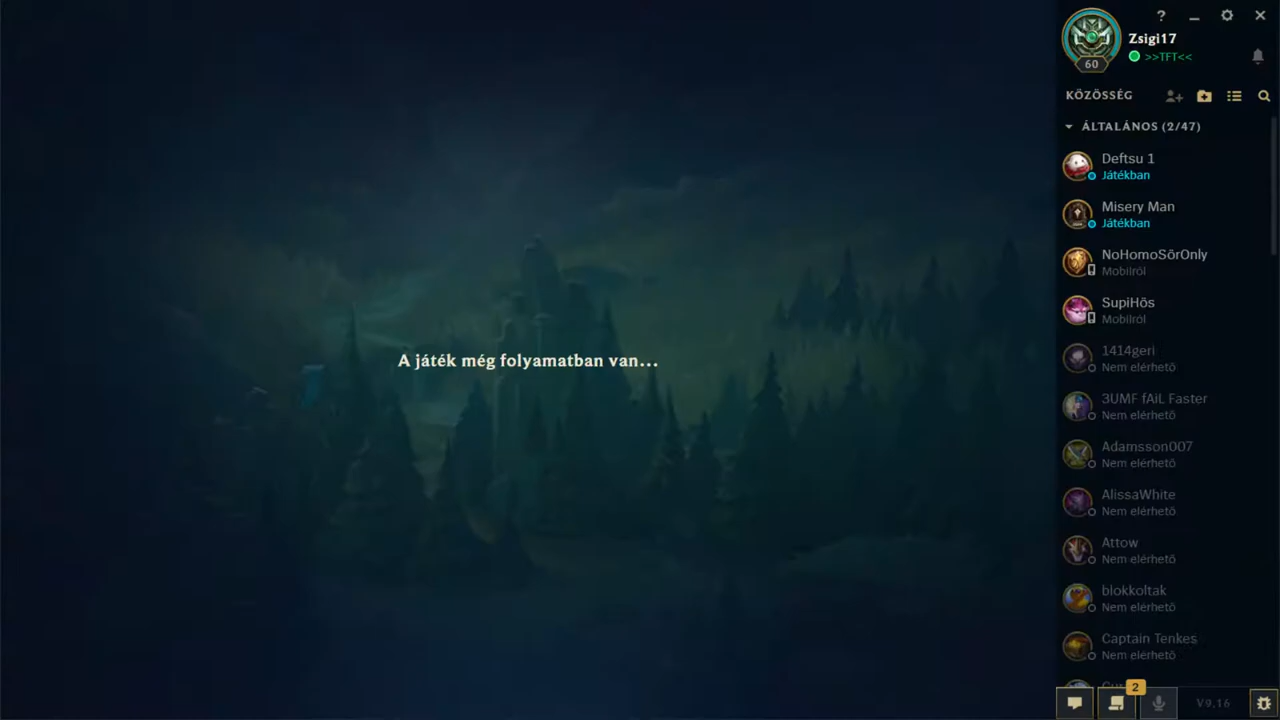 ?
Zsigi17
>>TFT<<
60
KÖZÖSSÉG
ÁLTALÁNOS (2/47)
Deftsu 1
Játékban
Misery Man
Játékban
A játék még folyamatban van...
NoHomoSörOnly
Mobilról
SupiHös
Mobilról
1414geri
Nem elérhető
3UMF fAiL Faster
Nem elérhető
Adamsson007
Nem elérhető
AlissaWhite
Nem elérhető
Attow
Nem elérhető
blokkoltak
Nem elérhető
Captain Tenkes
Nem elérhető
2
V9.16